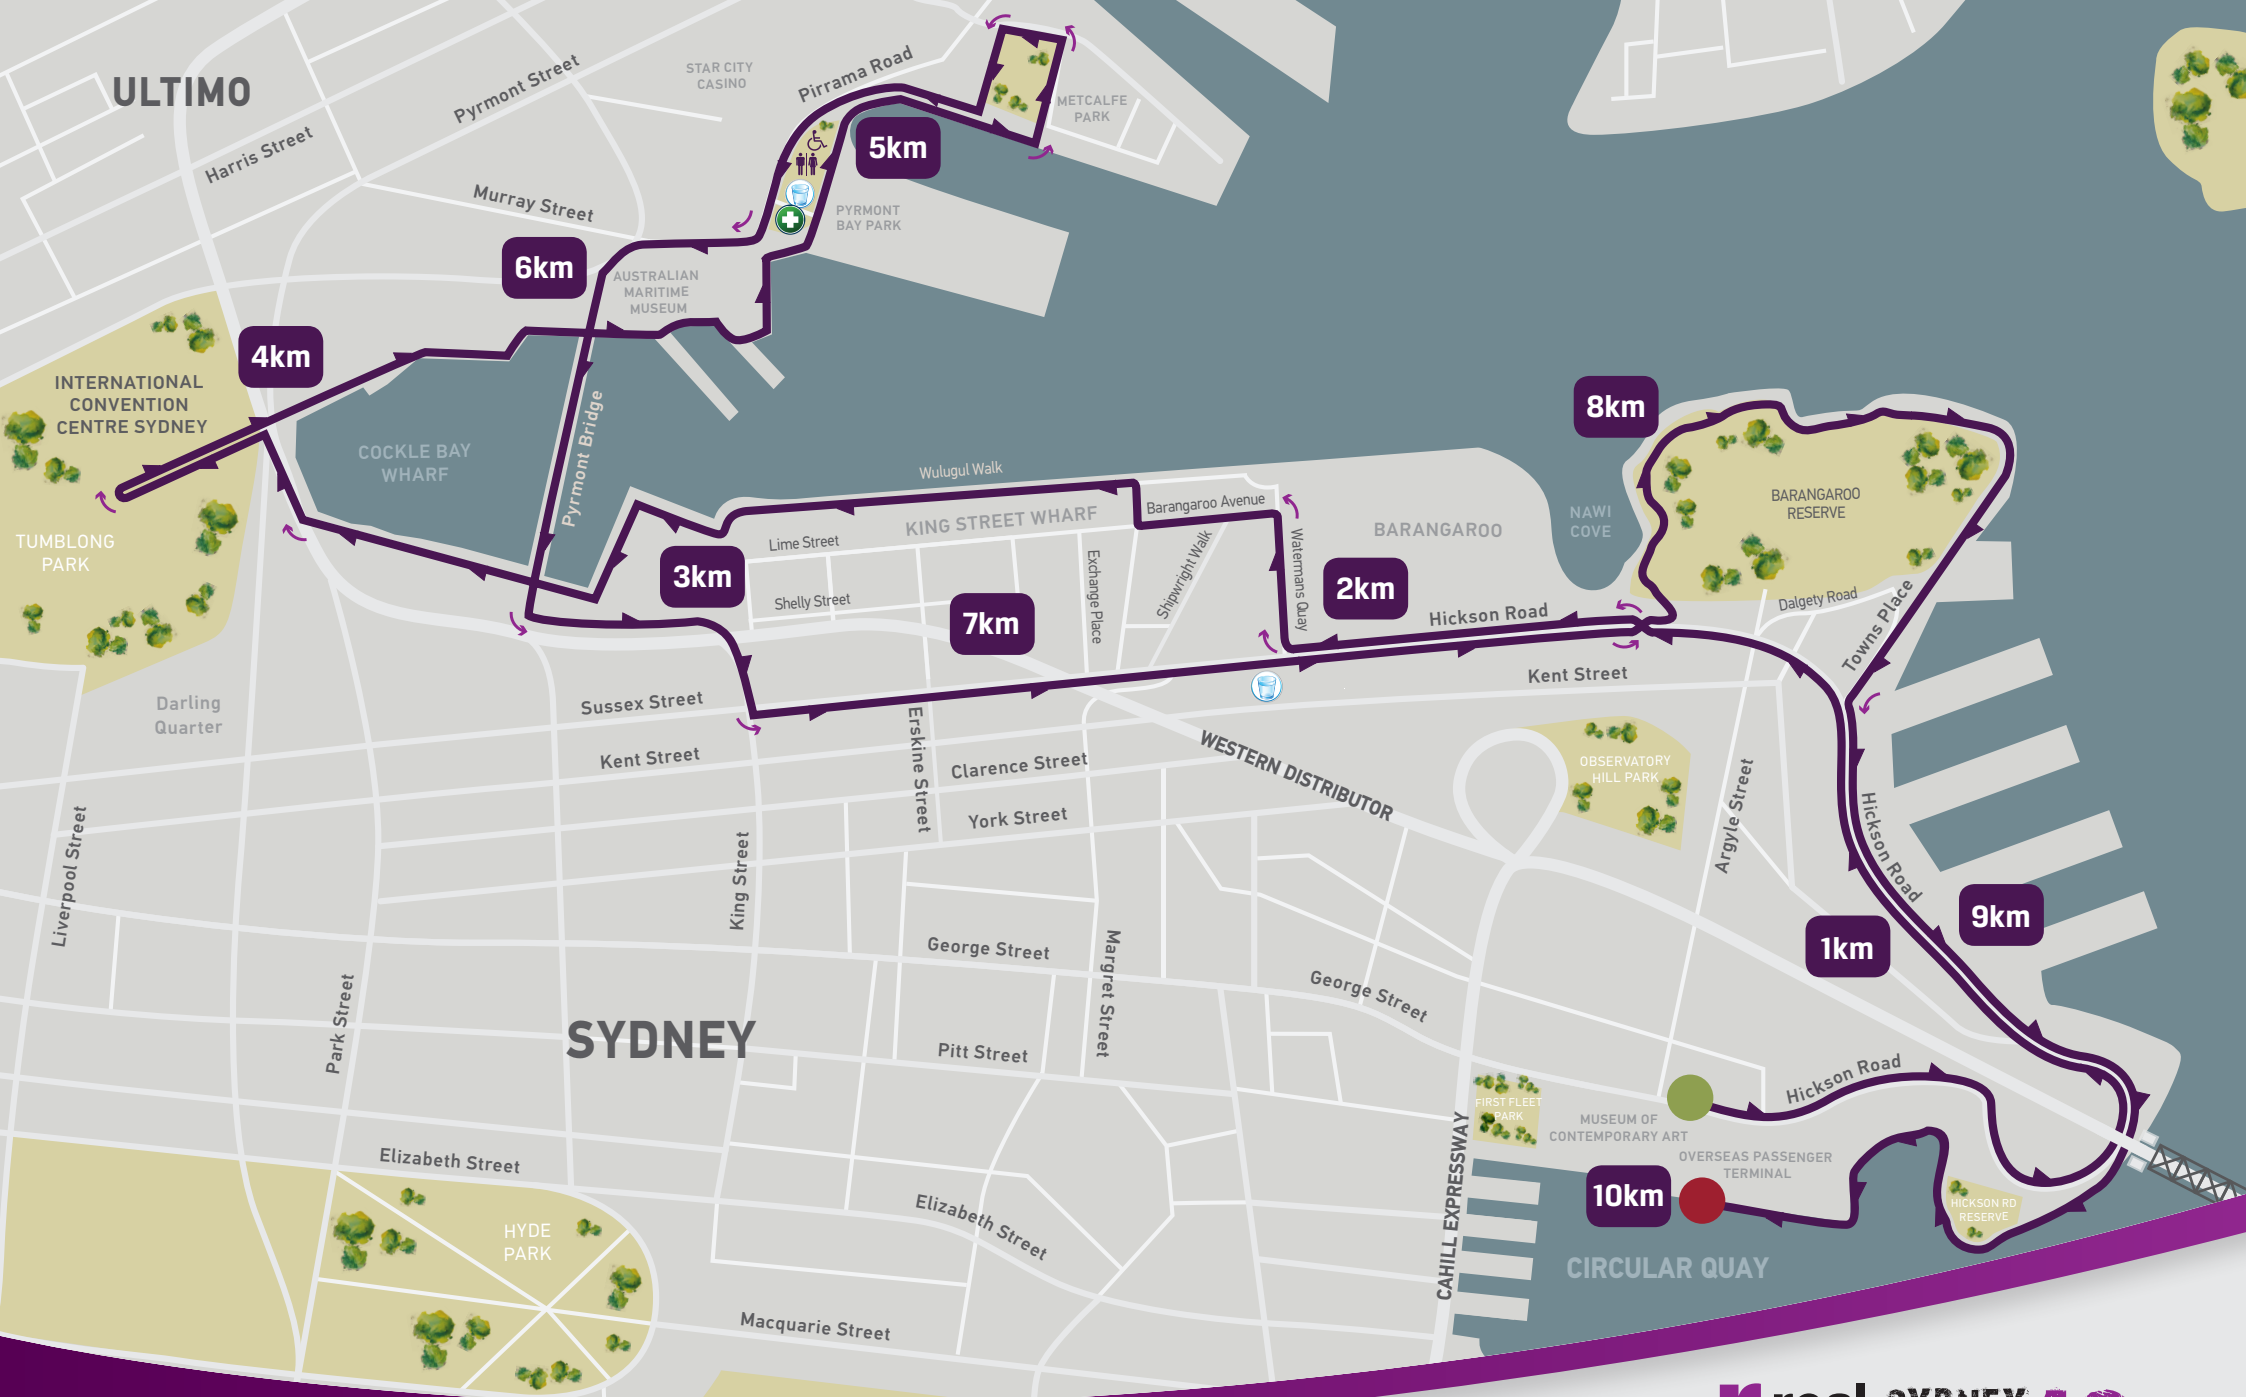 ULTIMO
Harris Street
Pyrmont Street
Murray Street
STAR CITY
CASINO
Pirrama Road
METCALFE
PARK
5km
PYRMONT
BAY PARK
6km
AUSTRALIAN
MARITIME
MUSEUM
4km
INTERNATIONAL
CONVENTION
CENTRE SYDNEY
COCKLE BAY
WHARF
Pyrmont Bridge
TUMBLONG
PARK
Darling
Quarter
Wulugul Walk
Barangaroo Avenue
KING STREET WHARF
Lime Street
Shelly Street
3km
7km
Exchange Place
Shipwright Walk
Watermans Quay
2km
BARANGAROO
NAWI
COVE
8km
BARANGAROO
RESERVE
Dalgety Road
Towns Place
Hickson Road
Kent Street
Sussex Street
Kent Street
Erskine Street
Clarence Street
York Street
WESTERN DISTRIBUTOR
OBSERVATORY
HILL PARK
Argyle Street
Hickson Road
9km
1km
Liverpool Street
King Street
Park Street
George Street
Margret Street
George Street
SYDNEY
Pitt Street
Hickson Road
FIRST FLEET
PARK
MUSEUM OF
CONTEMPORARY ART
OVERSEAS PASSENGER
TERMINAL
10km
HICKSON RD
RESERVE
CIRCULAR QUAY
CAHILL EXPRESSWAY
Elizabeth Street
Elizabeth Street
HYDE
PARK
Macquarie Street